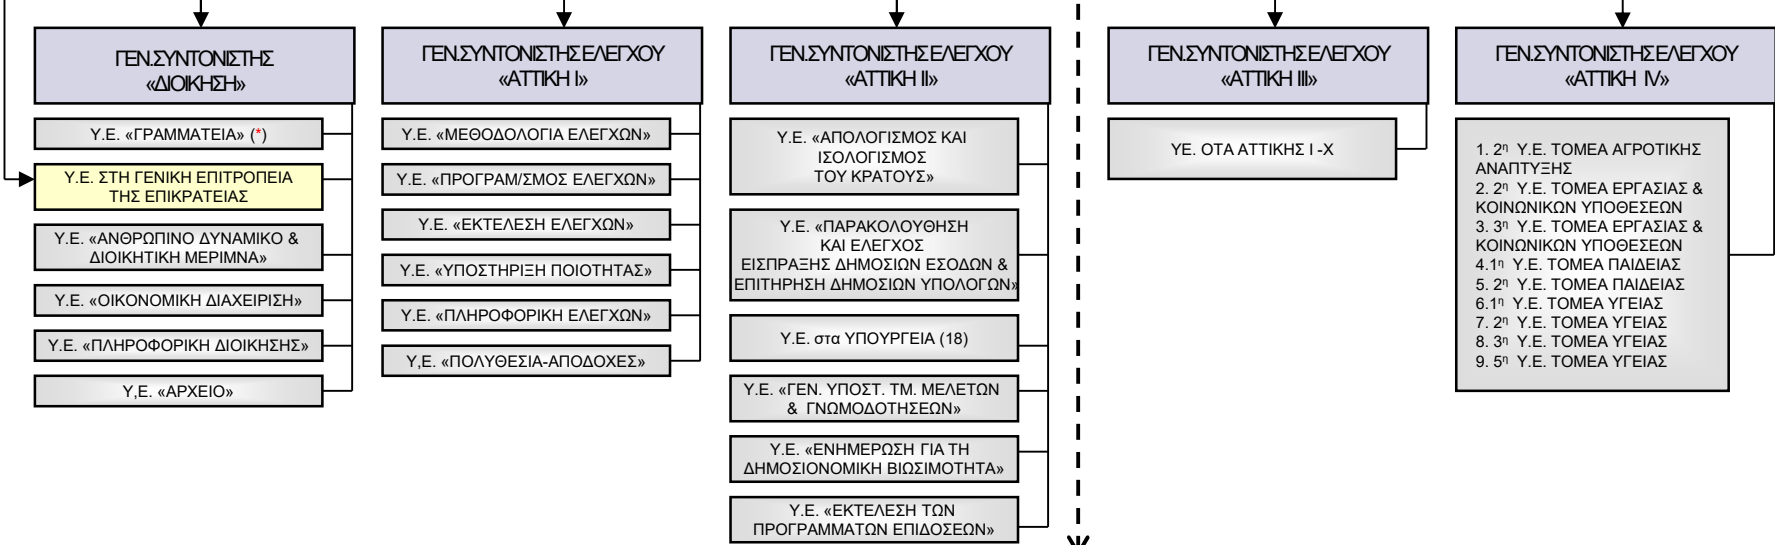 ΓΕΝ.ΣΥΝΤΟΝΙΣΤΗΣ
«ΔΙΟΙΚΗΣΗ»
Υ.Ε. «ΓΡΑΜΜΑΤΕΙΑ» (*)
Υ.Ε. ΣΤΗ ΓΕΝΙΚΗ ΕΠΙΤΡΟΠΕΙΑ
ΤΗΣ ΕΠΙΚΡΑΤΕΙΑΣ
Υ.Ε. «ΑΝΘΡΩΠΙΝΟ ΔΥΝΑΜΙΚΟ &
ΔΙΟΙΚΗΤΙΚΗ ΜΕΡΙΜΝΑ»
Υ.Ε. «ΟΙΚΟΝΟΜΙΚΗ ΔΙΑΧΕΙΡΙΣΗ»
Υ.Ε. «ΠΛΗΡΟΦΟΡΙΚΗ ΔΙΟΙΚΗΣΗΣ»
Υ,Ε. «ΑΡΧΕΙΟ»
ΓΕΝ.ΣΥΝΤΟΝΙΣΤΗΣ ΕΛΕΓΧΟΥ
«ΑΤΤΙΚΗ Ι»
Υ.Ε. «ΜΕΘΟΔΟΛΟΓΙΑ ΕΛΕΓΧΩΝ»
Υ.Ε. «ΠΡΟΓΡΑΜ/ΣΜΟΣ ΕΛΕΓΧΩΝ»
Υ.Ε. «ΕΚΤΕΛΕΣΗ ΕΛΕΓΧΩΝ»
Υ.Ε. «ΥΠΟΣΤΗΡΙΞΗ ΠΟΙΟΤΗΤΑΣ»
Υ.Ε. «ΠΛΗΡΟΦΟΡΙΚΗ ΕΛΕΓΧΩΝ»
Υ,Ε. «ΠΟΛΥΘΕΣΙΑ-ΑΠΟΔΟΧΕΣ»
ΓΕΝ.ΣΥΝΤΟΝΙΣΤΗΣ ΕΛΕΓΧΟΥ
«ΑΤΤΙΚΗ ΙΙ»
Υ.Ε. «ΑΠΟΛΟΓΙΣΜΟΣ ΚΑΙ
ΙΣΟΛΟΓΙΣΜΟΣ
ΤΟΥ ΚΡΑΤΟΥΣ»
Υ.Ε. «ΠΑΡΑΚΟΛΟΥΘΗΣΗ
ΚΑΙ ΕΛΕΓΧΟΣ
ΕΙΣΠΡΑΞΗΣ ΔΗΜΟΣΙΩΝ ΕΣΟΔΩΝ &
ΕΠΙΤΗΡΗΣΗ ΔΗΜΟΣΙΩΝ ΥΠΟΛΟΓΩΝ»
Υ.Ε. στα ΥΠΟΥΡΓΕΙΑ (18)
Υ.Ε. «ΓΕΝ. ΥΠΟΣΤ. ΤΜ. ΜΕΛΕΤΩΝ
& ΓΝΩΜΟΔΟΤΗΣΕΩΝ»
Υ.Ε. «ΕΝΗΜΕΡΩΣΗ ΓΙΑ ΤΗ
ΔΗΜΟΣΙΟΝΟΜΙΚΗ ΒΙΩΣΙΜΟΤΗΤΑ»
Υ.Ε. «ΕΚΤΕΛΕΣΗ ΤΩΝ
ΠΡΟΓΡΑΜΜΑΤΩΝ ΕΠΙΔΟΣΕΩΝ»
ΓΕΝ.ΣΥΝΤΟΝΙΣΤΗΣ ΕΛΕΓΧΟΥ
«ΑΤΤΙΚΗ ΙΙΙ»
ΥΕ. ΟΤΑ ΑΤΤΙΚΗΣ Ι -Χ
ΓΕΝ.ΣΥΝΤΟΝΙΣΤΗΣ ΕΛΕΓΧΟΥ
«ΑΤΤΙΚΗ IV»
1. 2η Υ.Ε. ΤΟΜΕΑ ΑΓΡΟΤΙΚΗΣ
ΑΝΑΠΤΥΞΗΣ
2. 2η Υ.Ε. ΤΟΜΕΑ ΕΡΓΑΣΙΑΣ &
ΚΟΙΝΩΝΙΚΩΝ ΥΠΟΘΕΣΕΩΝ
3. 3η Υ.Ε. ΤΟΜΕΑ ΕΡΓΑΣΙΑΣ &
ΚΟΙΝΩΝΙΚΩΝ ΥΠΟΘΕΣΕΩΝ
4.1η Υ.Ε. ΤΟΜΕΑ ΠΑΙΔΕΙΑΣ
5. 2η Υ.Ε. ΤΟΜΕΑ ΠΑΙΔΕΙΑΣ
6.1η Υ.Ε. ΤΟΜΕΑ ΥΓΕΙΑΣ
7. 2η Υ.Ε. ΤΟΜΕΑ ΥΓΕΙΑΣ
8. 3η Υ.Ε. ΤΟΜΕΑ ΥΓΕΙΑΣ
9. 5η Υ.Ε. ΤΟΜΕΑ ΥΓΕΙΑΣ